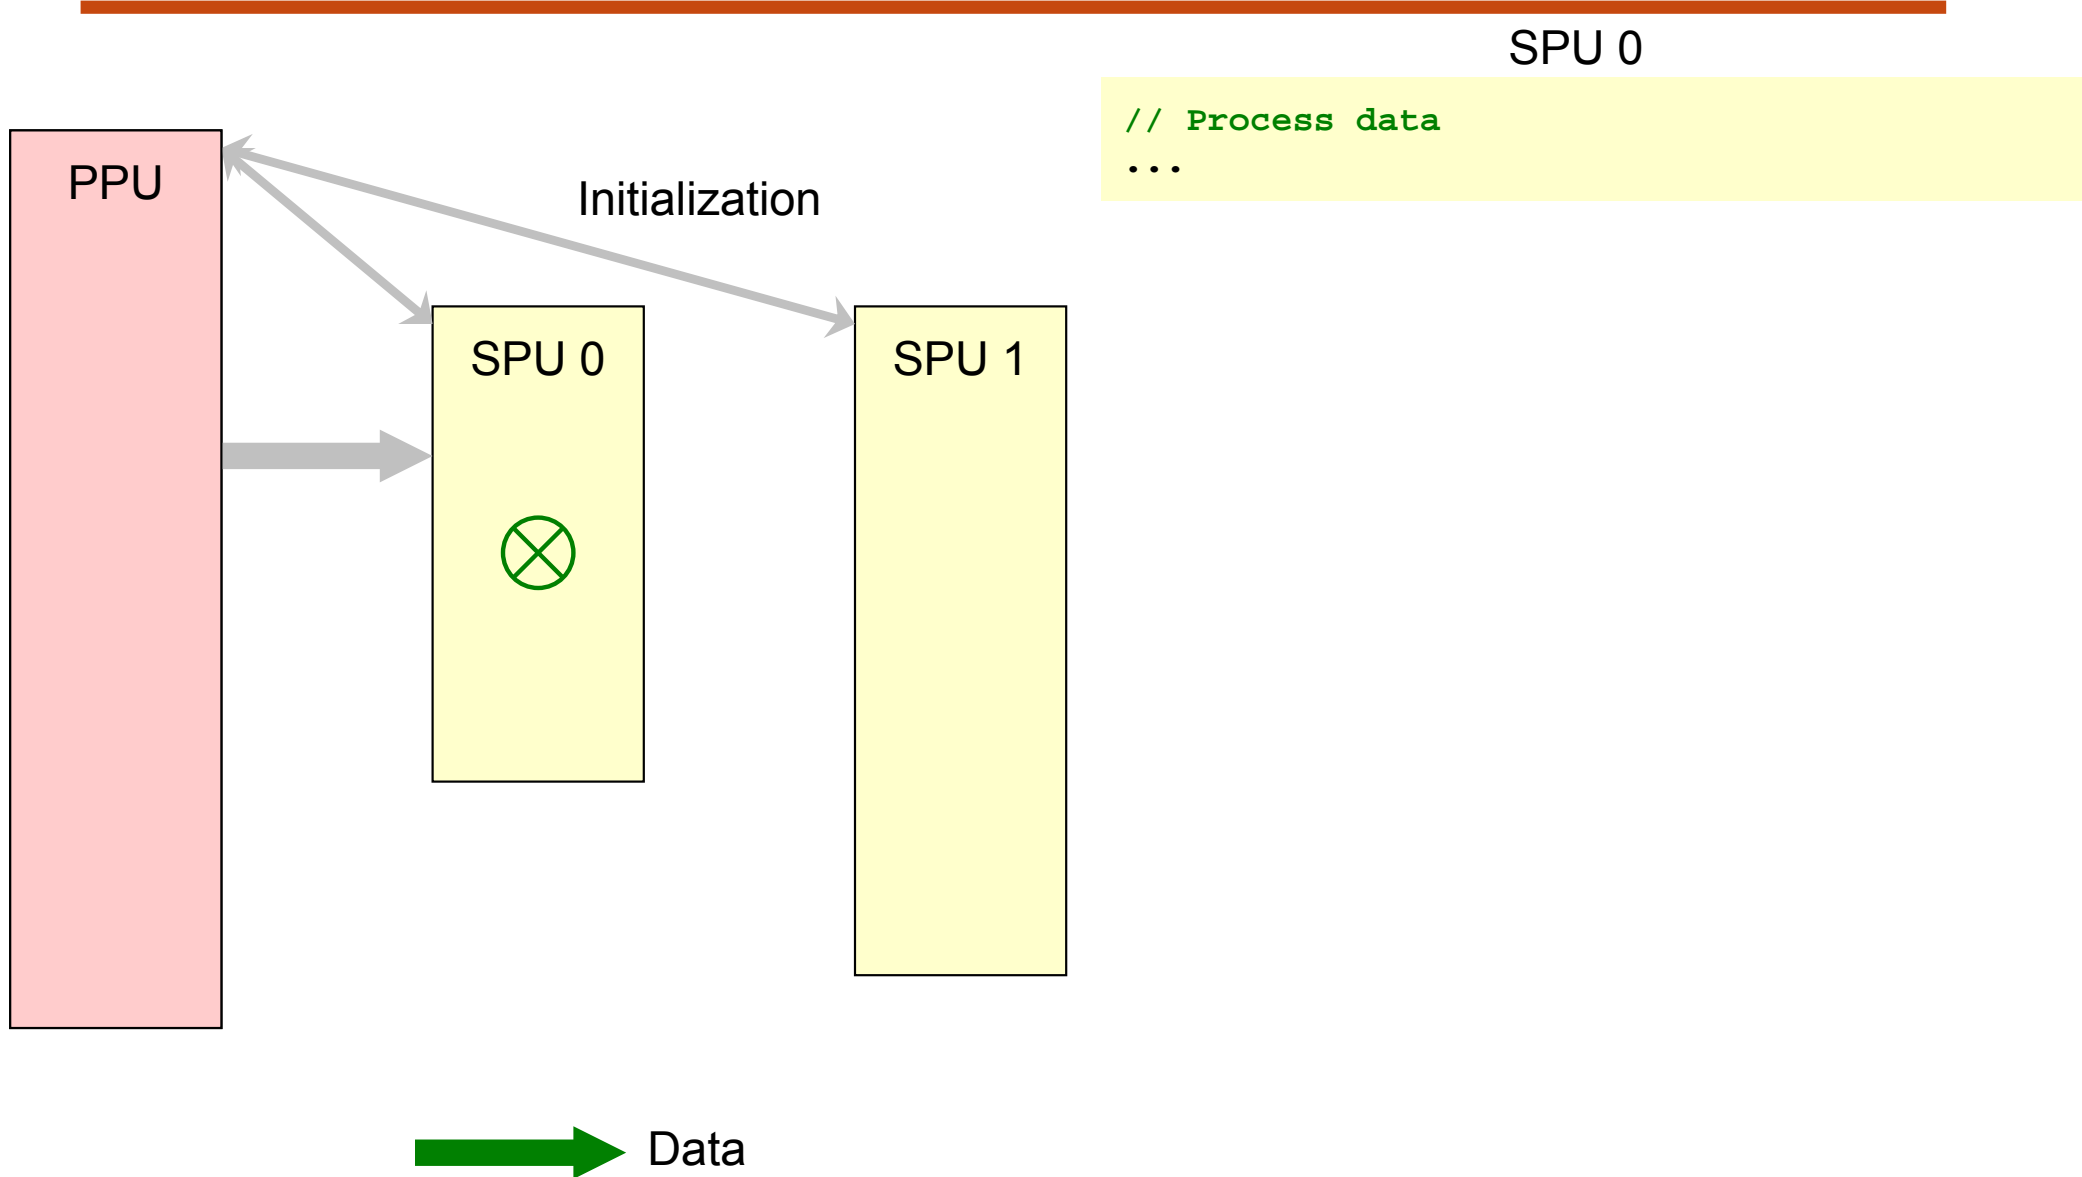 SPU 0
// Process data
...
PPU
Initialization
SPU 0
SPU 1
Data